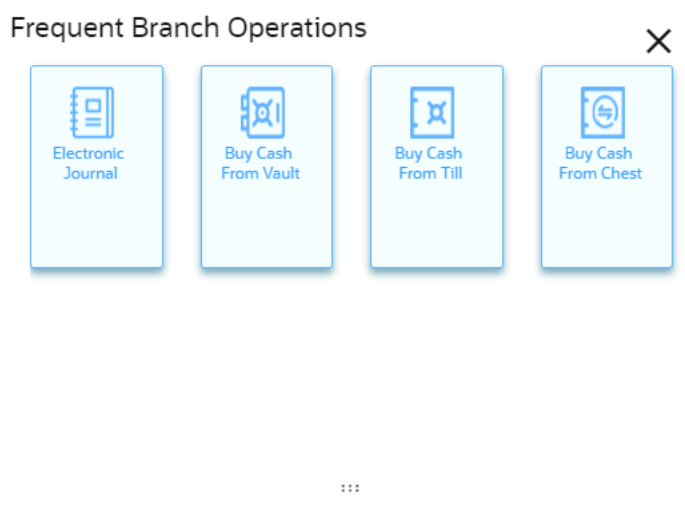 Frequent Branch Operations
Electronic
Journal
Buy Cash
From Vault
Buy Cash
From Till
Buy Cash
From Chest